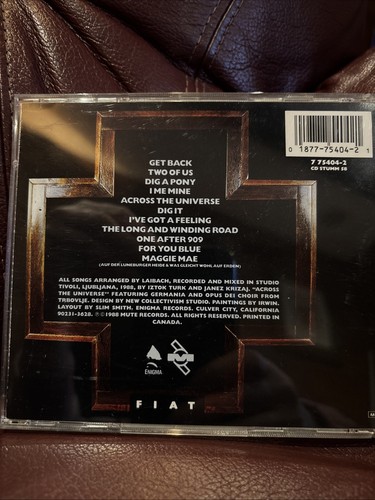 0 1877-75404-2 1
7 75404-2
CD STUMM 58
GET BACK
TWO OF US
DIG A PONY
I ME MINE
ACROSS THE UNIVERSE
DIG IT
I'VE GOT A FEELING
THE LONG AND WINDING ROAD
ONE AFTER 909
FOR YOU BLUE
MAGGIE MAE
(AUF DER LUNEBURGER HEIDE & WAS GLEICHT WOHL AUF ERDEN)
ALL SONGS ARRANGED BY LAIBACH, RECORDED AND MIXED IN STUDIO
TIVOLI, LJUBLJANA, 1988, BY IZTOK TURK AND JANEZ KRIZAJ. "ACROSS
THE UNIVERSE" FEATURING GERMANIA AND OPUS DEI CHOIR FROM
TRBOVLJE. DESIGN BY NEW COLLECTIVISM STUDIO. PAINTINGS BY IRWIN.
LAYOUT BY SLIM SMITH. ENIGMA RECORDS. CULVER CITY, CALIFORNIA
90231-3628. ℗ © 1988 MUTE RECORDS. ALL RIGHTS RESERVED. PRINTED IN
CANADA.
ENIGMA
FIAT